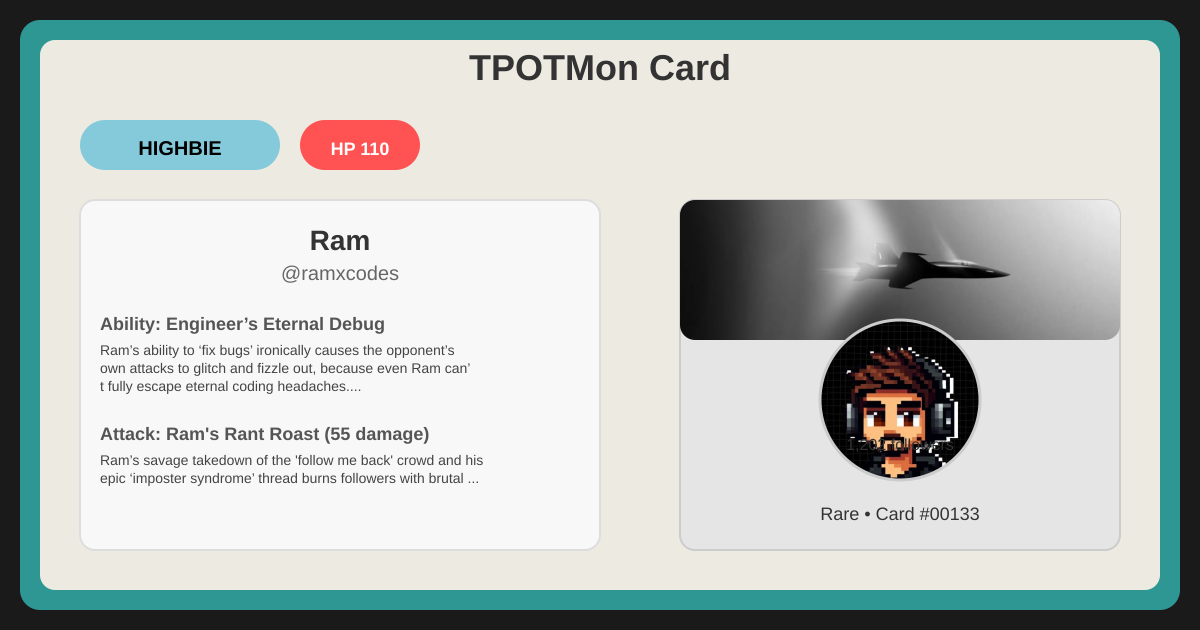 TPOTMon Card
HIGHBIE
HP 110
Ram
@ramxcodes
Ability: Engineer’s Eternal Debug
Ram’s ability to ‘fix bugs’ ironically causes the opponent’s
own attacks to glitch and fizzle out, because even Ram can’
t fully escape eternal coding headaches....
Attack: Ram's Rant Roast (55 damage)
Ram’s savage takedown of the 'follow me back' crowd and his
epic ‘imposter syndrome’ thread burns followers with brutal ...
followers
Rare • Card #00133